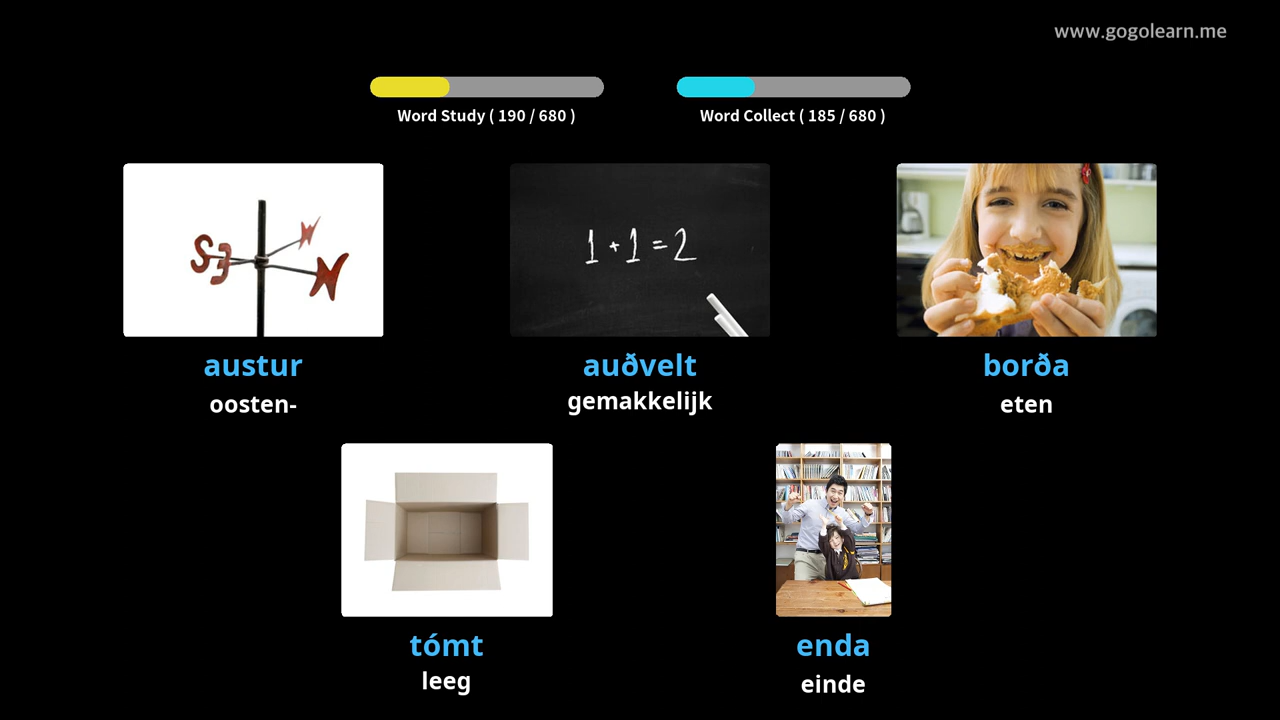 www.gogolearn.me
Word Study ( 190 / 680 )
Word Collect ( 185 / 680 )
S E N W
1 + 1 = 2
austur
auðvelt
borða
oosten-
gemakkelijk
eten
tómt
enda
leeg
einde